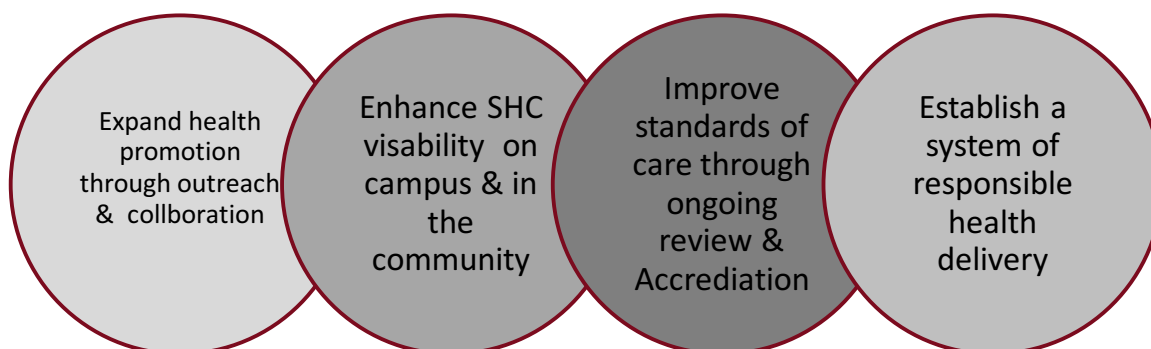 Expand health
promotion
through outreach
& collboration
Enhance SHC
visability on
campus & in
the
community
Improve
standards of
care through
ongoing
review &
Accrediation
Establish a
system of
responsible
health
delivery